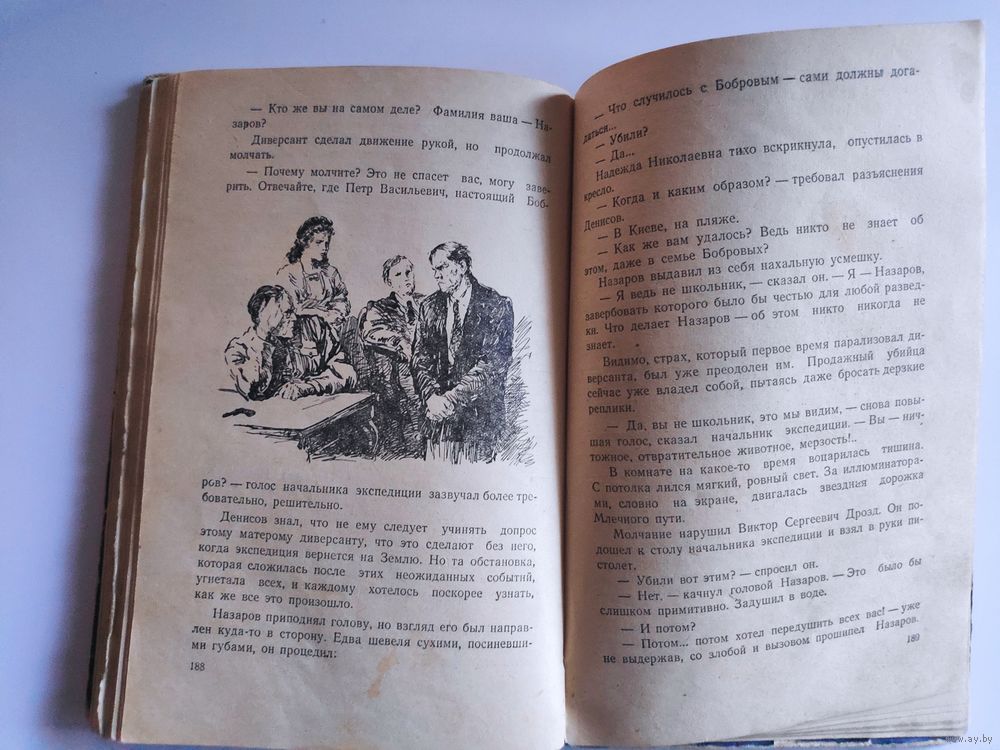 — Кто же вы на самом деле? Фамилия ваша — На-
заров?
Диверсант сделал движение рукой, но продолжал
молчать.
— Почему молчите? Это не спасет вас, могу заве-
рить. Отвечайте, где Петр Васильевич, настоящий Боб-
ров? — голос начальника экспедиции зазвучал более тре-
бовательно, решительно.
Денисов знал, что не ему следует учинять допрос
этому матерому диверсанту, что это сделают без него,
когда экспедиция вернется на Землю. Но та обстановка,
которая сложилась после этих неожиданных событий,
угнетала всех, и каждому хотелось поскорее узнать,
как же все это произошло.
Назаров приподнял голову, но взгляд его был направ-
лен куда-то в сторону. Едва шевеля сухими, посиневши-
ми губами, он процедил:
188
— Что случилось с Бобровым — сами должны дога-
даться...
— Убили?
— Да...
Надежда Николаевна тихо вскрикнула, опустилась в
кресло.
— Когда и каким образом? — требовал разъяснения
Денисов.
— В Киеве, на пляже.
— Как же вам удалось? Ведь никто не знает об
этом, даже в семье Бобровых?
Назаров выдавил из себя нахальную усмешку.
— Я ведь не школьник, — сказал он. — Я — Назаров,
завербовать которого было бы честью для любой развед-
ки. Что делает Назаров — об этом никто никогда не
знает.
Видимо, страх, который первое время парализовал ди-
версанта, был уже преодолен им. Продажный убийца
сейчас уже владел собой, пытаясь даже бросать дерзкие
реплики.
— Да, вы не школьник, это мы видим, — снова повы-
шая голос, сказал начальник экспедиции. — Вы — нич-
тожное, отвратительное животное, мерзость!..
В комнате на какое-то время воцарилась тишина.
С потолка лился мягкий, ровный свет. За иллюминатора-
ми, словно на экране, двигалась звездная дорожка
Млечного пути.
Молчание нарушил Виктор Сергеевич Дрозд. Он по-
дошел к столу начальника экспедиции и взял в руки пи-
столет.
— Убили вот этим? — спросил он.
— Нет, — качнул головой Назаров. — Это было бы
слишком примитивно. Задушил в воде.
— И потом?
— Потом... потом хотел передушить всех вас! — уже
не выдержав, со злобой и вызовом прошипел Назаров.
189
www.ay.by